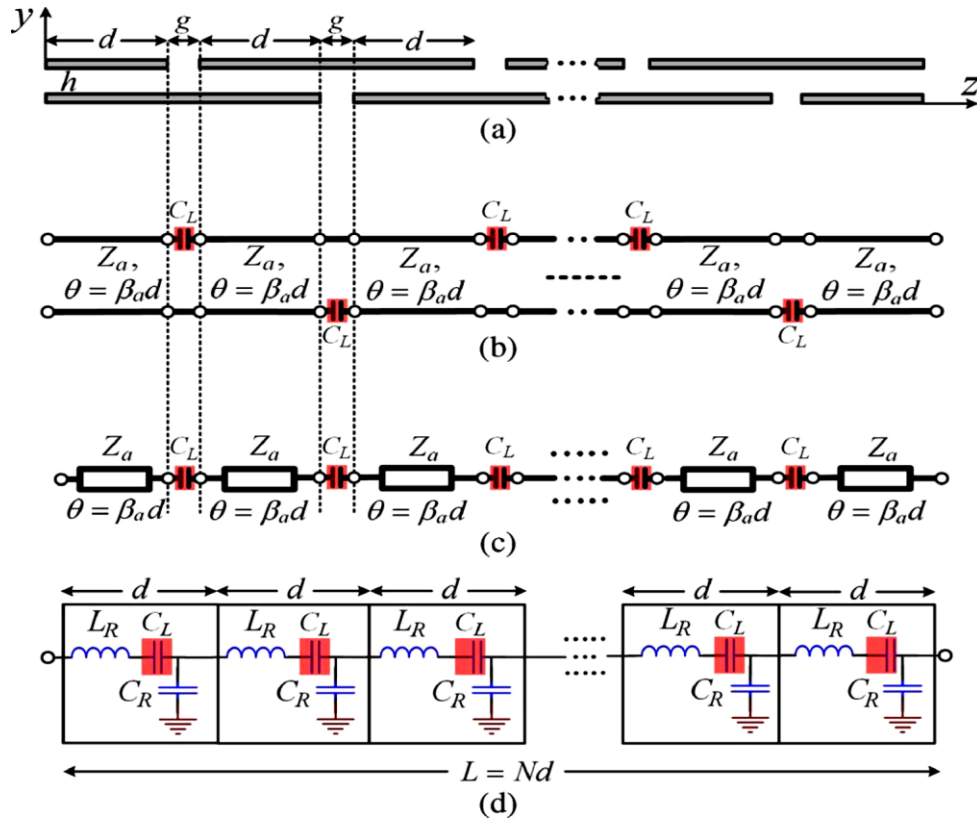 y
d g d g d
h
z
(a)
C_L C_L C_L
Z_a, Z_a, Z_a, Z_a, Z_a,
θ = β_a d θ = β_a d θ = β_a d θ = β_a d θ = β_a d
C_L C_L
(b)
Z_a C_L Z_a C_L Z_a C_L C_L Z_a C_L Z_a
θ = β_a d θ = β_a d θ = β_a d θ = β_a d θ = β_a d
(c)
d d d d d
L_R C_L L_R C_L L_R C_L L_R C_L L_R C_L
C_R C_R C_R C_R C_R
L = Nd
(d)